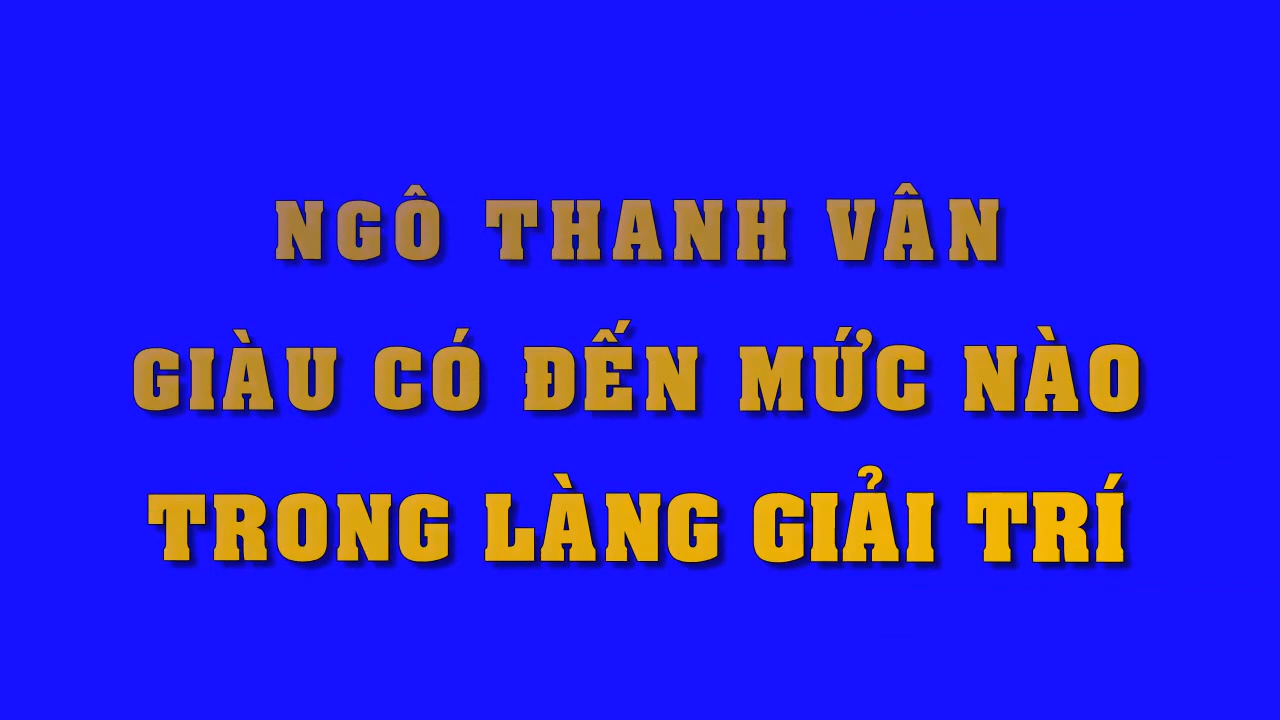 NGÔ THANH VÂN
GIÀU CÓ ĐẾN MỨC NÀO
TRONG LÀNG GIẢI TRÍ